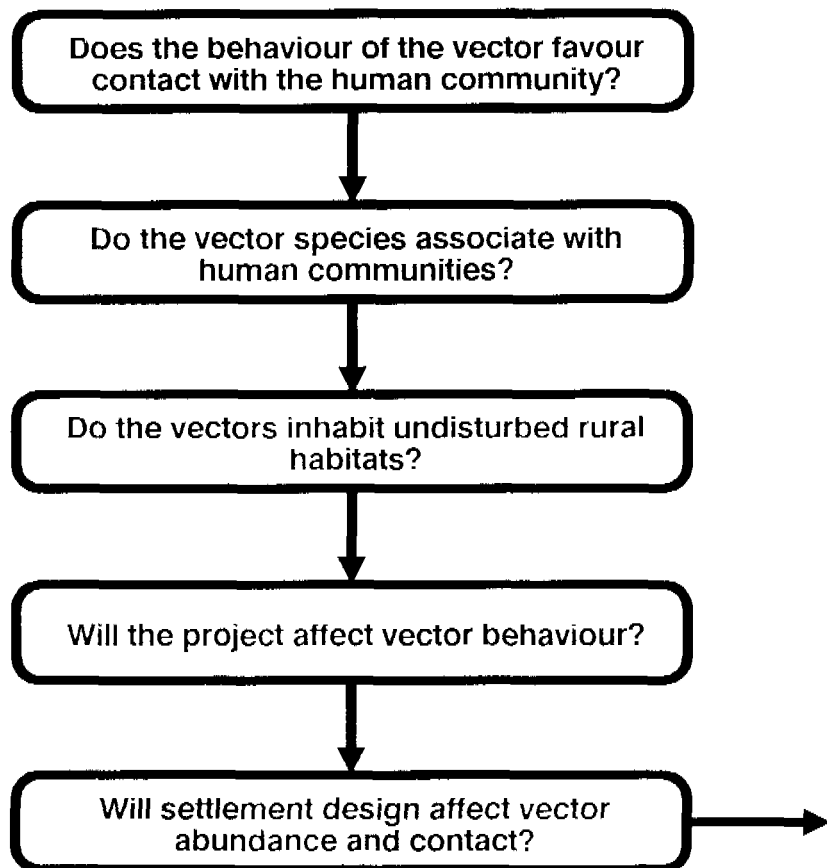 Does the behaviour of the vector favour
contact with the human community?
Do the vector species associate with
human communities?
Do the vectors inhabit undisturbed rural
habitats?
Will the project affect vector behaviour?
Will settlement design affect vector
abundance and contact?